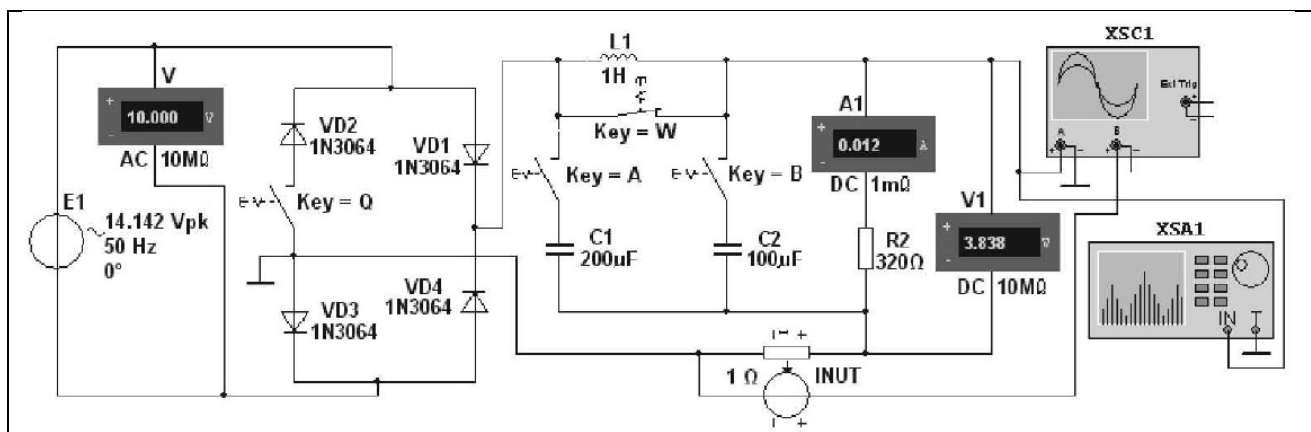 XSC1
Ext Trig
A
B
V
10.000 V
AC 10MΩ
E1
14.142 Vpk
50 Hz
0°
VD2
1N3064
VD1
1N3064
Key = Q
VD3
1N3064
VD4
1N3064
L1
1H
Key = W
Key = A
Key = B
C1
200µF
C2
100µF
A1
0.012 A
DC 1mΩ
R2
320Ω
V1
3.838 V
DC 10MΩ
XSA1
IN T
1 Ω INUT